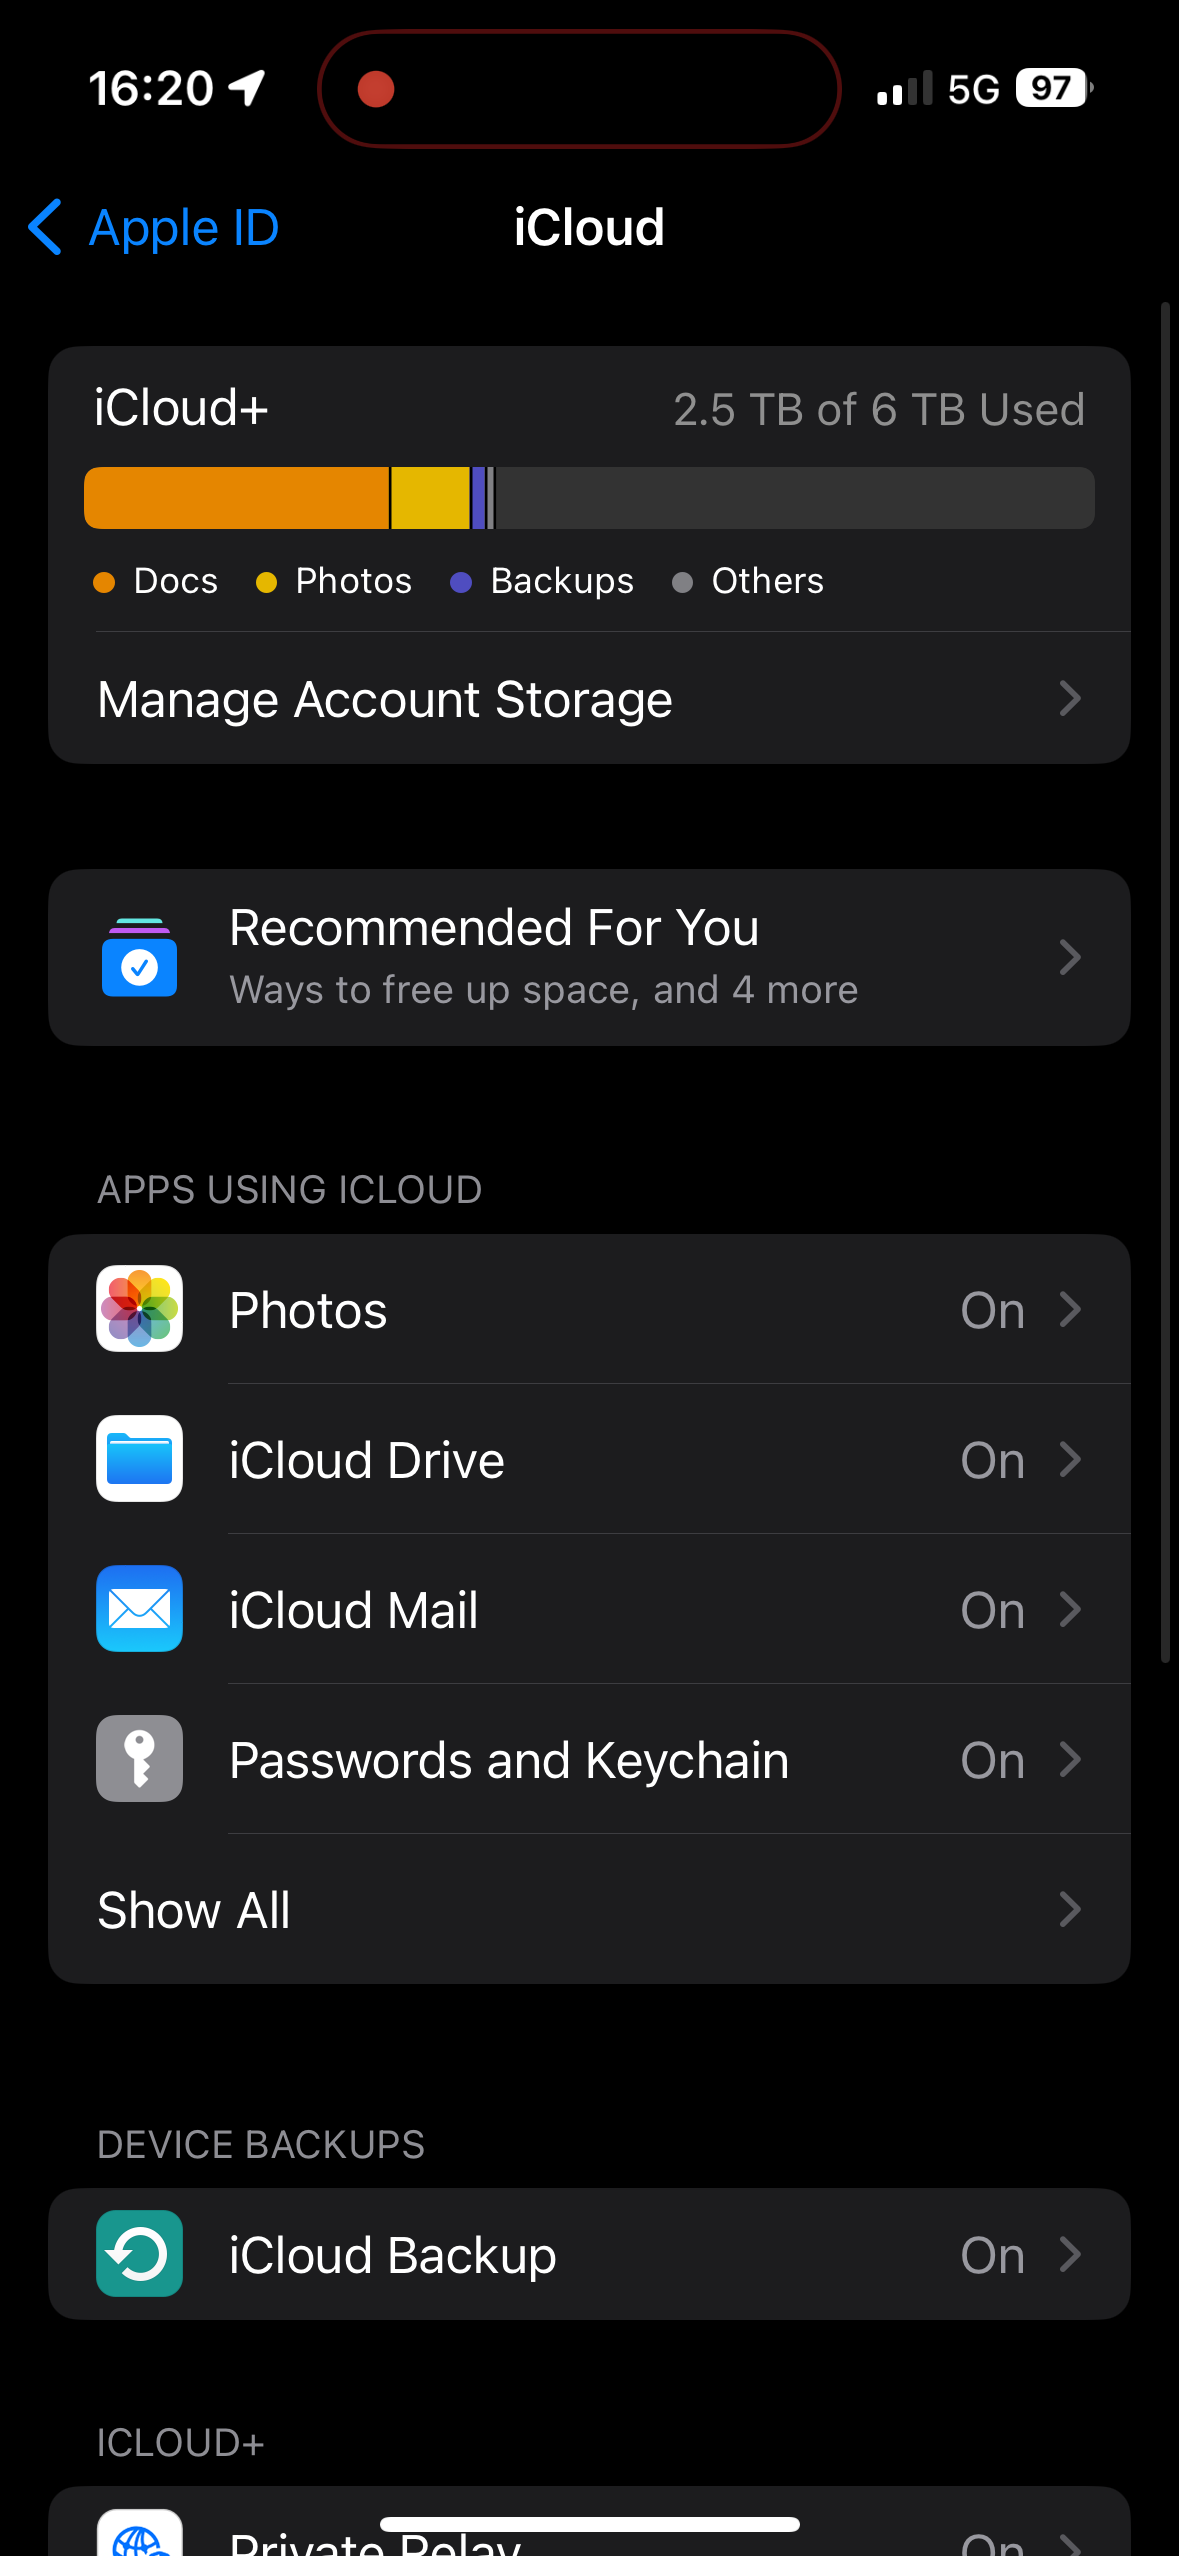 16:20
5G
97
Apple ID
iCloud
iCloud+
2.5 TB of 6 TB Used
Docs
Photos
Backups
Others
Manage Account Storage
Recommended For You
Ways to free up space, and 4 more
APPS USING ICLOUD
Photos On
iCloud Drive On
iCloud Mail On
Passwords and Keychain On
Show All
DEVICE BACKUPS
iCloud Backup On
ICLOUD+
Private Relay On